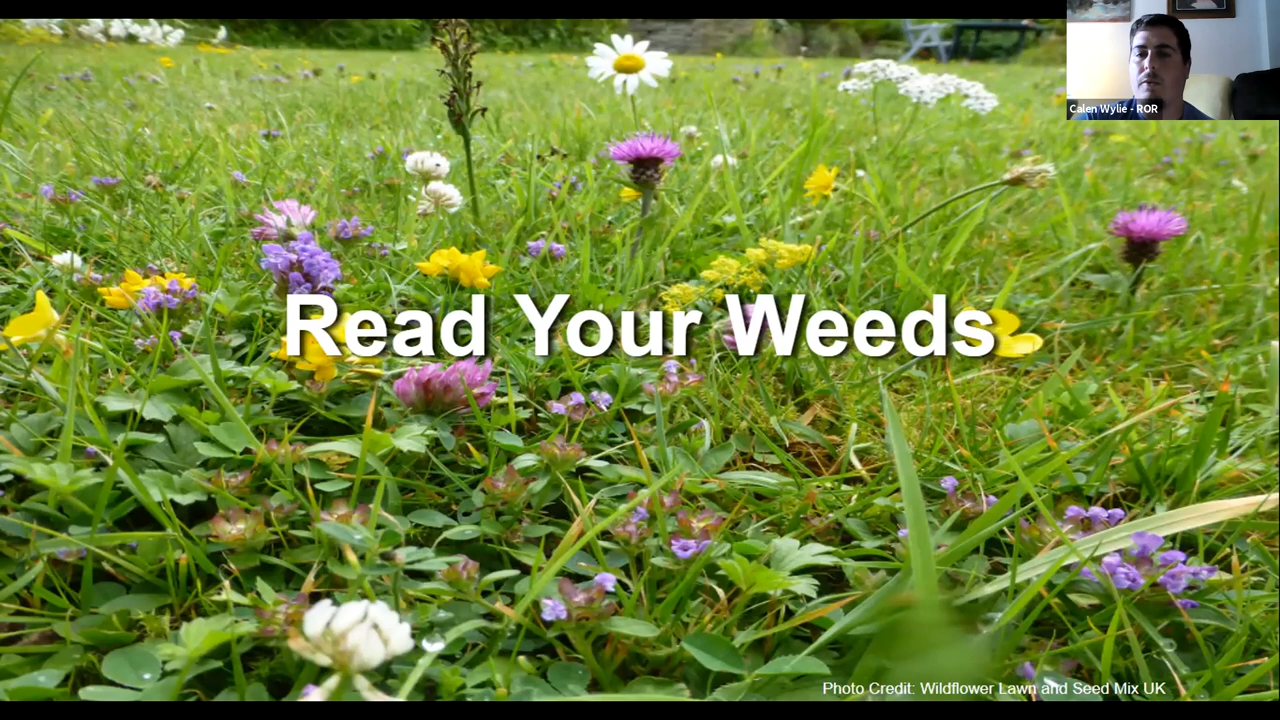 Calen Wylie - ROR
Read Your Weeds
Photo Credit: Wildflower Lawn and Seed Mix UK